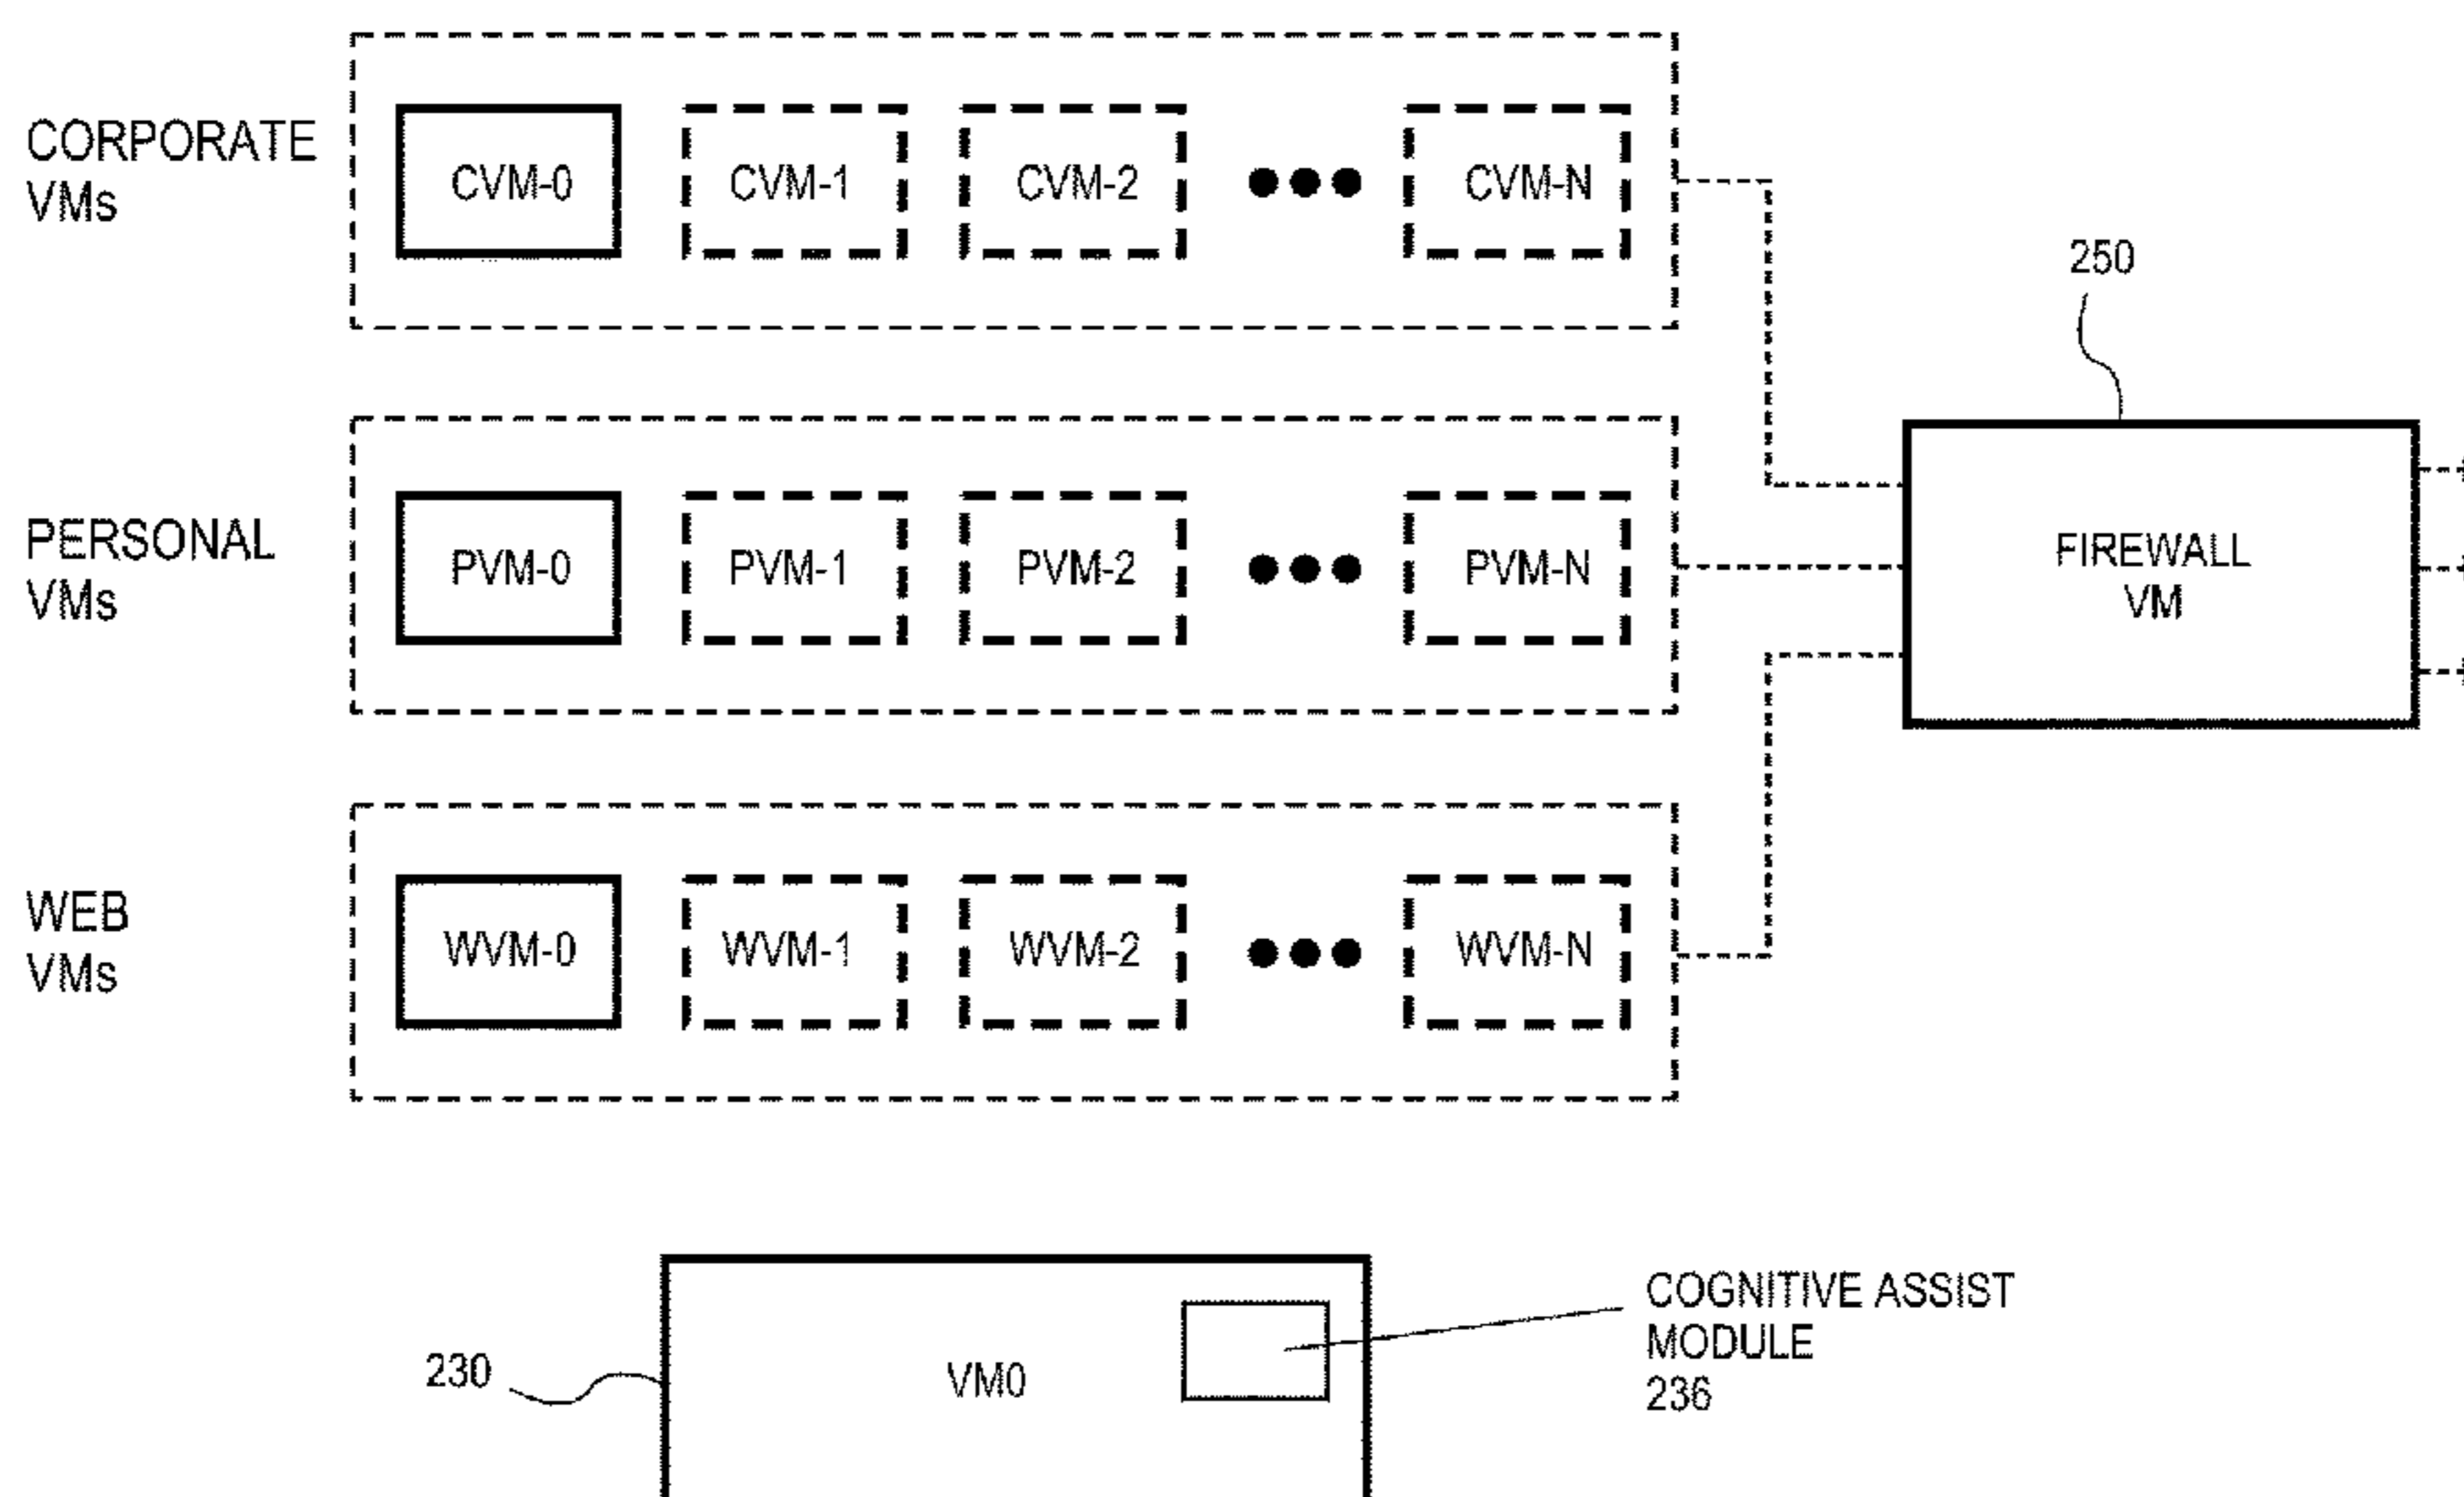 CORPORATE
VMs
CVM-0 CVM-1 CVM-2 CVM-N
250
PERSONAL
VMs
PVM-0 PVM-1 PVM-2 PVM-N
FIREWALL
VM
WEB
VMs
WVM-0 WVM-1 WVM-2 WVM-N
230
VM0
COGNITIVE ASSIST
MODULE
236